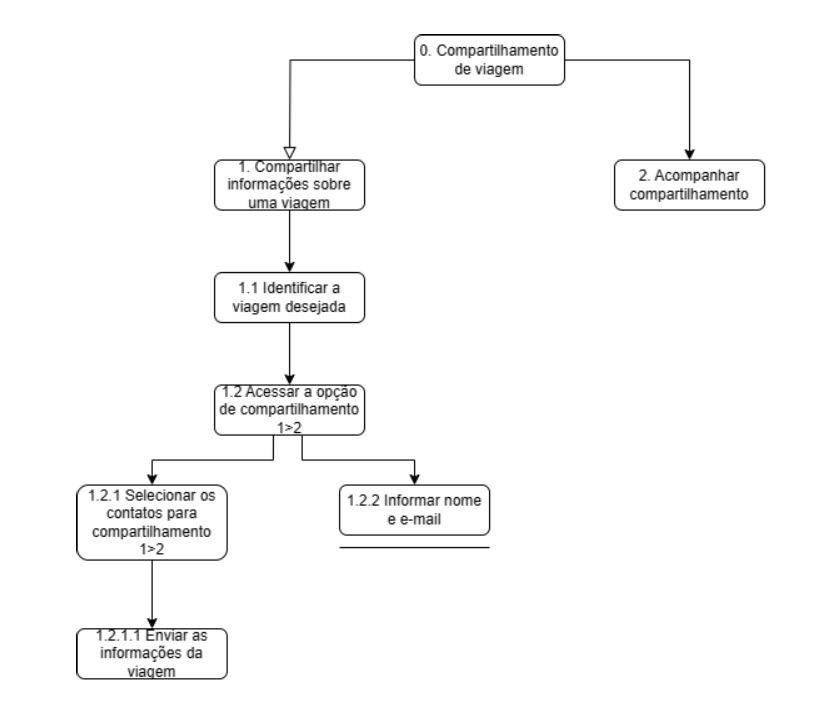 0. Compartilhamento
de viagem
1. Compartilhar
informações sobre
uma viagem
2. Acompanhar
compartilhamento
1.1 Identificar a
viagem desejada
1.2 Acessar a opção
de compartilhamento
1>2
1.2.1 Selecionar os
contatos para
compartilhamento
1>2
1.2.2 Informar nome
e e-mail
1.2.1.1 Enviar as
informações da
viagem